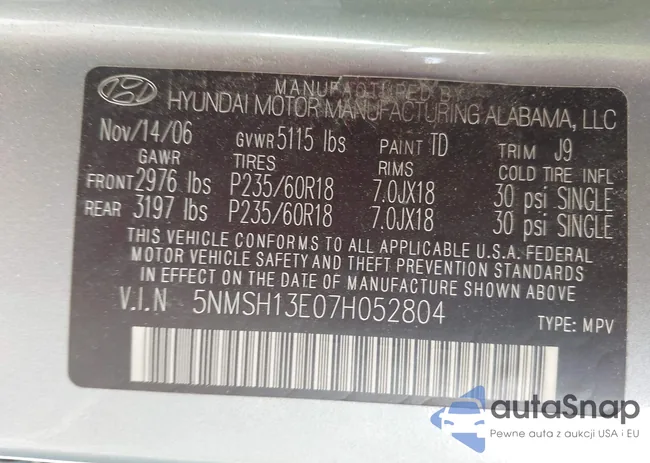 MANUFACTURED BY
HYUNDAI MOTOR MANUFACTURING ALABAMA, LLC
Nov/14/06 GVWR 5115 lbs PAINT TD TRIM J9
GAWR TIRES RIMS COLD TIRE INFL
FRONT 2976 lbs P235/60R18 7.0JX18 30 psi SINGLE
REAR 3197 lbs P235/60R18 7.0JX18 30 psi SINGLE
THIS VEHICLE CONFORMS TO ALL APPLICABLE U.S.A. FEDERAL
MOTOR VEHICLE SAFETY AND THEFT PREVENTION STANDARDS
IN EFFECT ON THE DATE OF MANUFACTURE SHOWN ABOVE
V.I.N 5NMSH13E07H052804 TYPE: MPV
autaSnap
Pewne auta z aukcji USA i EU